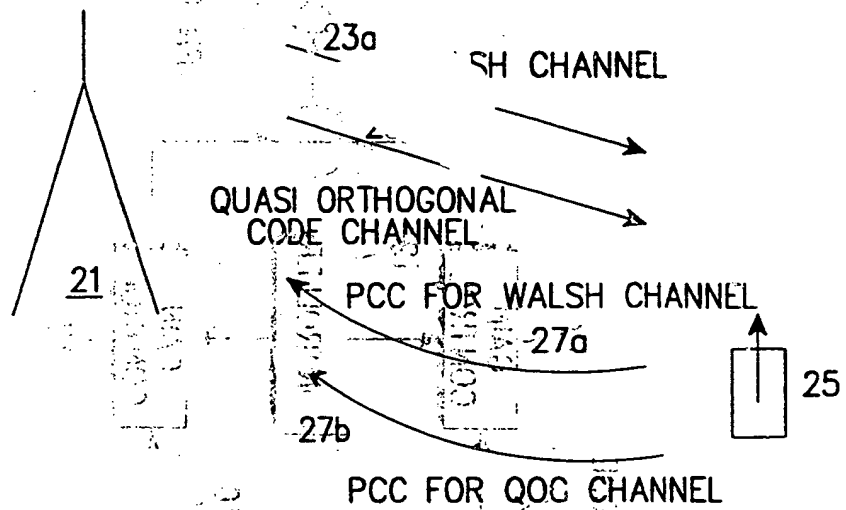 23a
SH CHANNEL
QUASI ORTHOGONAL
CODE CHANNEL
21
PCC FOR WALSH CHANNEL
27a
25
27b
PCC FOR QOC CHANNEL